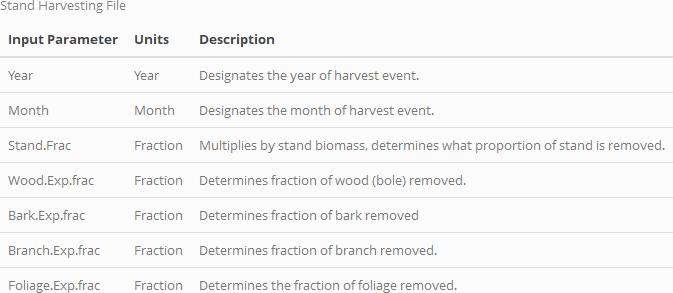 Stand Harvesting File
Input Parameter Units Description
Year Year Designates the year of harvest event.
Month Month Designates the month of harvest event.
Stand.Frac Fraction Multiplies by stand biomass, determines what proportion of stand is removed.
Wood.Exp.frac Fraction Determines fraction of wood (bole) removed.
Bark.Exp.frac Fraction Determines fraction of bark removed
Branch.Exp.frac Fraction Determines fraction of branch removed.
Foliage.Exp.frac Fraction Determines the fraction of foliage removed.